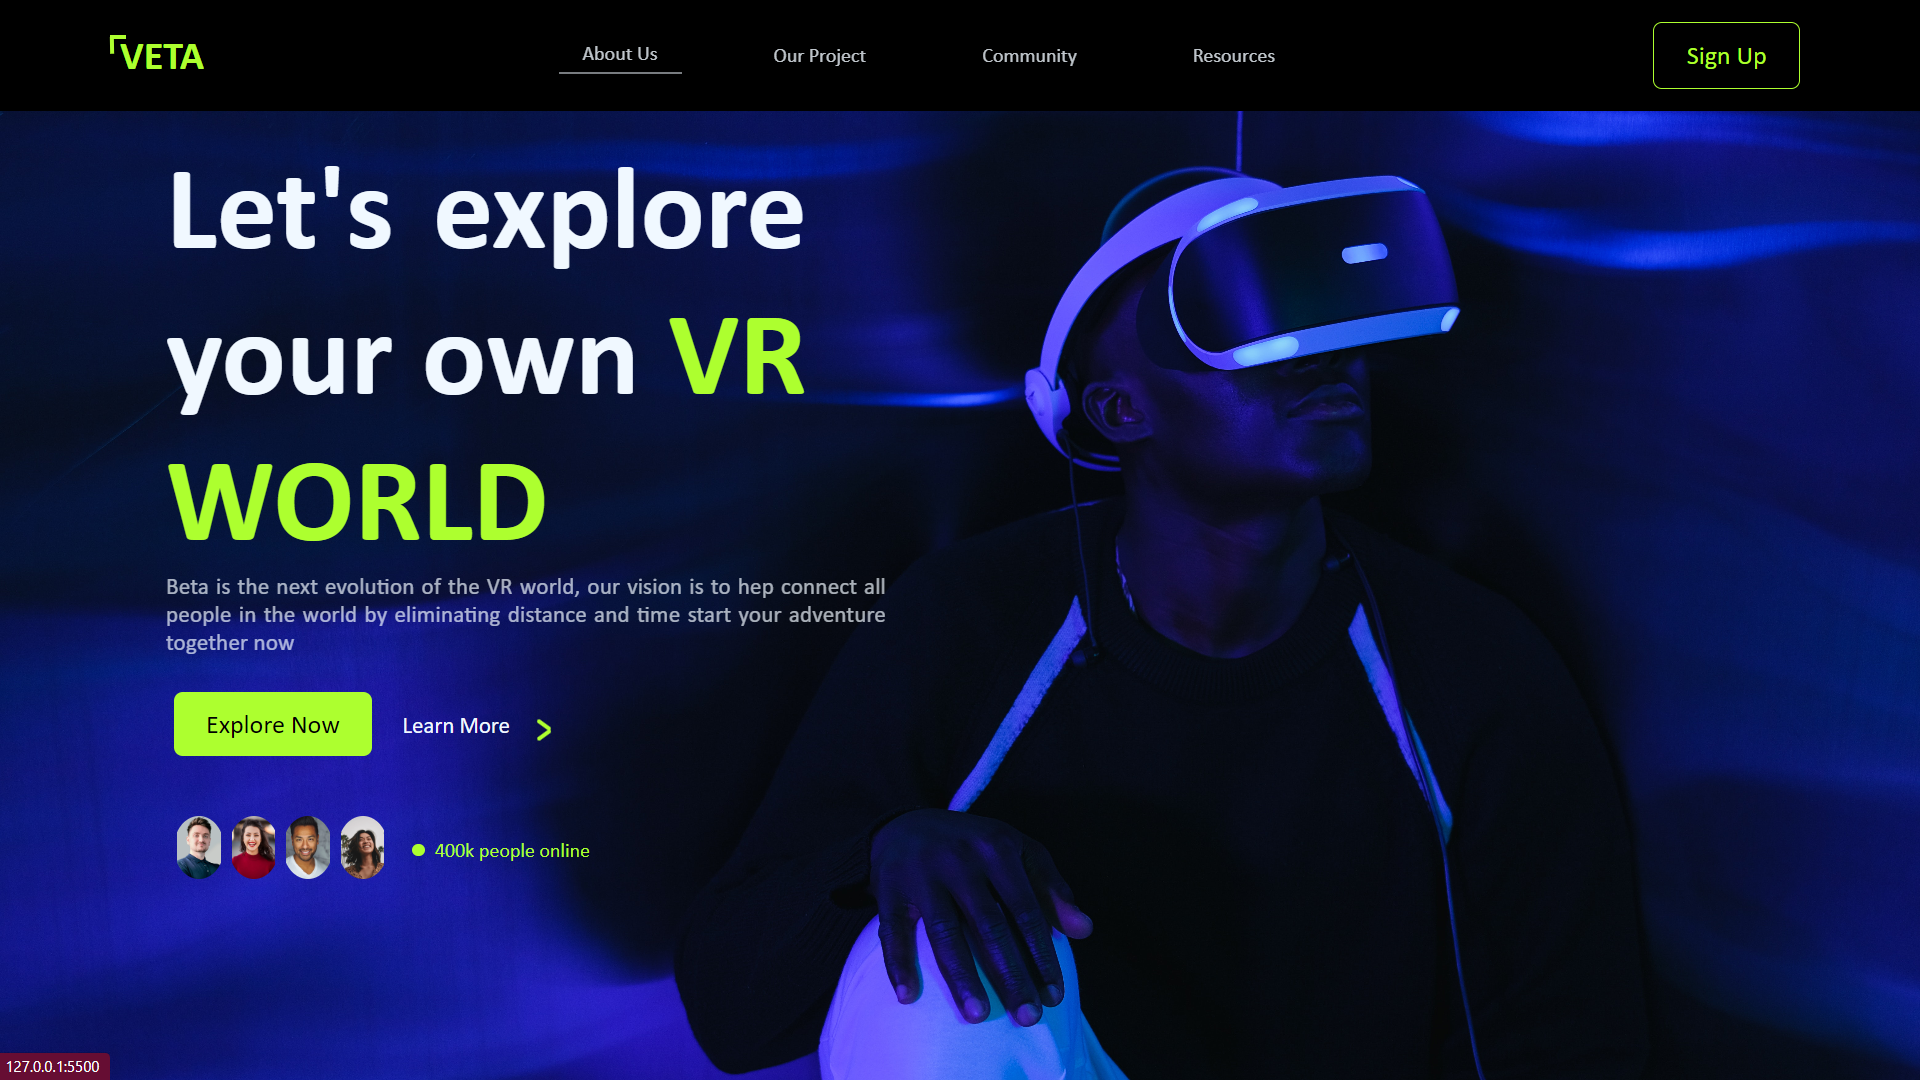 VETA
About Us
Our Project
Community
Resources
Sign Up
Let's explore
your own VR
WORLD
Beta is the next evolution of the VR world, our vision is to hep connect all
people in the world by eliminating distance and time start your adventure
together now
Explore Now
Learn More
400k people online
127.0.0.1:5500